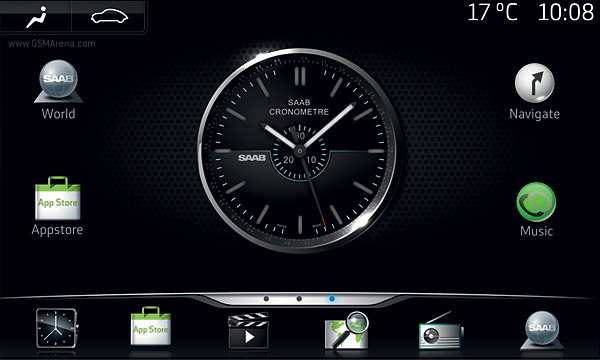 17 °C 10:08
www.GSMArena.com
SAAB
World
Navigate
SAAB
CRONOMETRE
30
SAAB
20 10
App Store
Appstore
Music
App Store
SAAB